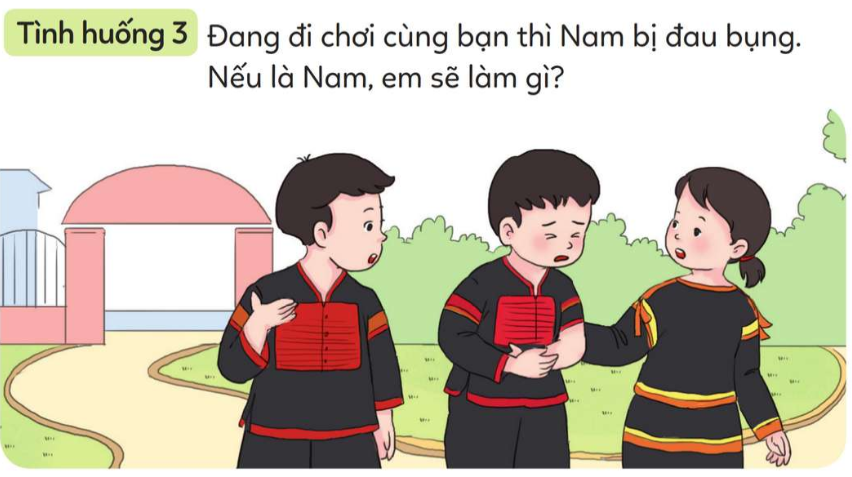 Tình huống 3 Đang đi chơi cùng bạn thì Nam bị đau bụng.
Nếu là Nam, em sẽ làm gì?